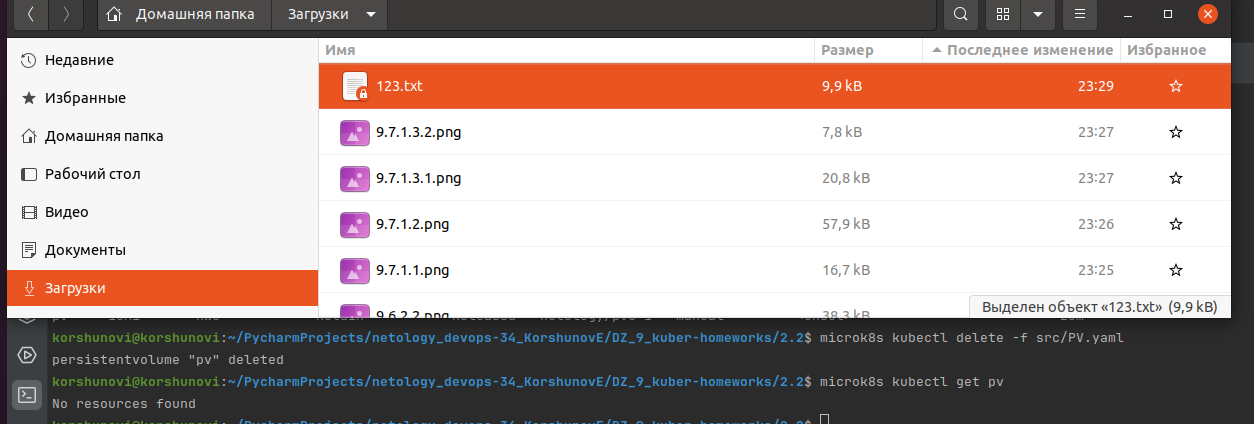 Домашняя папка Загрузки
Имя Размер Последнее изменение Избранное
Недавние
123.txt 9,9 kB 23:29
Избранные
9.7.1.3.2.png 7,8 kB 23:27
Домашняя папка
Рабочий стол
9.7.1.3.1.png 20,8 kB 23:27
Видео
9.7.1.2.png 57,9 kB 23:26
Документы
9.7.1.1.png 16,7 kB 23:25
Загрузки
9.6.2.2.png 38,3 kB
Выделен объект «123.txt» (9,9 kB)
korshunovi@korshunovi:~/PycharmProjects/netology_devops-34_KorshunovE/DZ_9_kuber-homeworks/2.2$ microk8s kubectl delete -f src/PV.yaml
persistentvolume "pv" deleted
korshunovi@korshunovi:~/PycharmProjects/netology_devops-34_KorshunovE/DZ_9_kuber-homeworks/2.2$ microk8s kubectl get pv
No resources found
korshunovi@korshunovi:~/PycharmProjects/netology_devops-34_KorshunovE/DZ_9_kuber-homeworks/2.2$